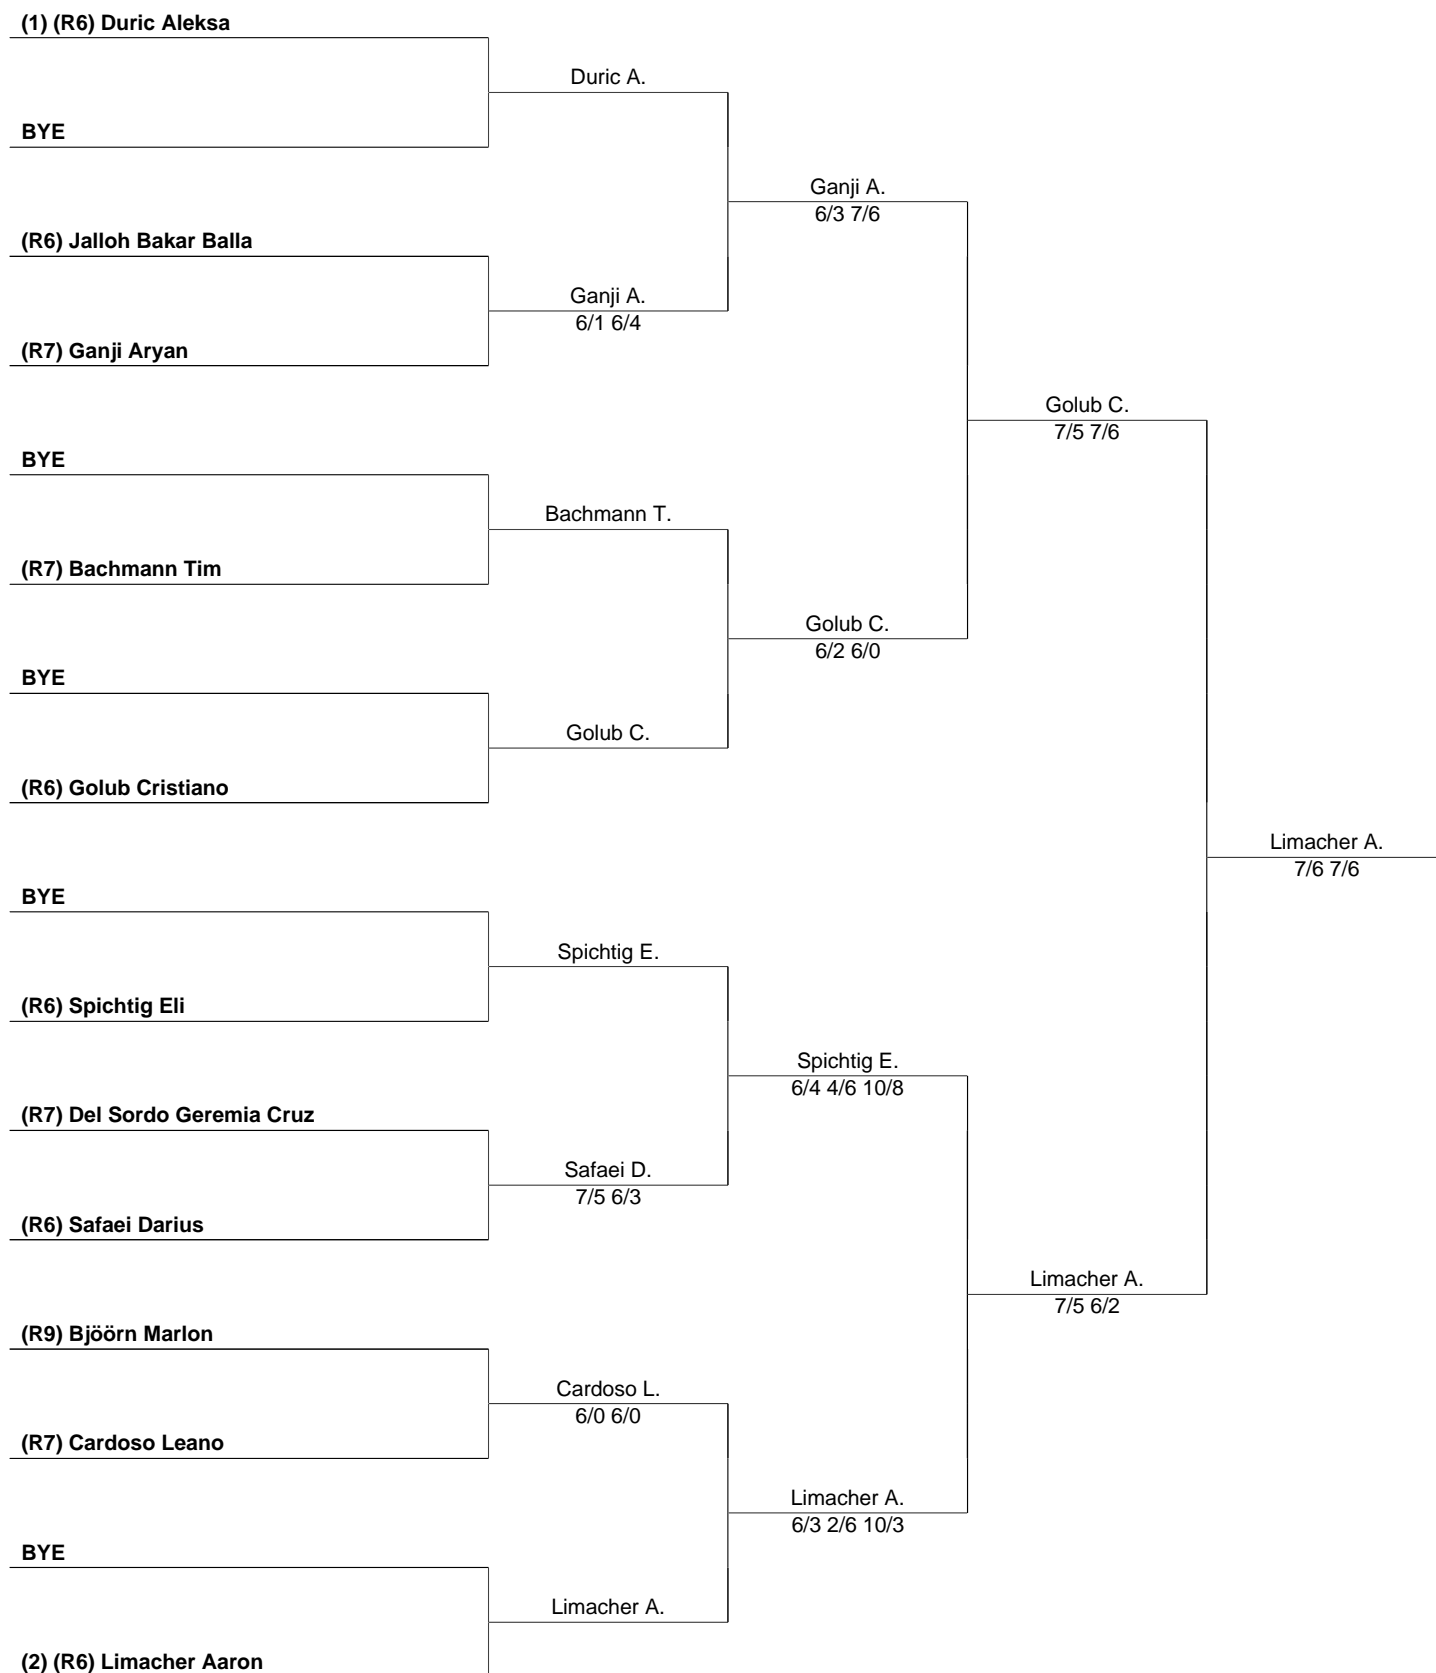 (1) (R6) Duric Aleksa
Duric A.
BYE
Ganji A.
6/3 7/6
(R6) Jalloh Bakar Balla
Ganji A.
6/1 6/4
(R7) Ganji Aryan
Golub C.
7/5 7/6
BYE
Bachmann T.
(R7) Bachmann Tim
Golub C.
6/2 6/0
BYE
Golub C.
(R6) Golub Cristiano
Limacher A.
7/6 7/6
BYE
Spichtig E.
(R6) Spichtig Eli
Spichtig E.
6/4 4/6 10/8
(R7) Del Sordo Geremia Cruz
Safaei D.
7/5 6/3
(R6) Safaei Darius
Limacher A.
7/5 6/2
(R9) Bjöörn Marlon
Cardoso L.
6/0 6/0
(R7) Cardoso Leano
Limacher A.
6/3 2/6 10/3
BYE
Limacher A.
(2) (R6) Limacher Aaron